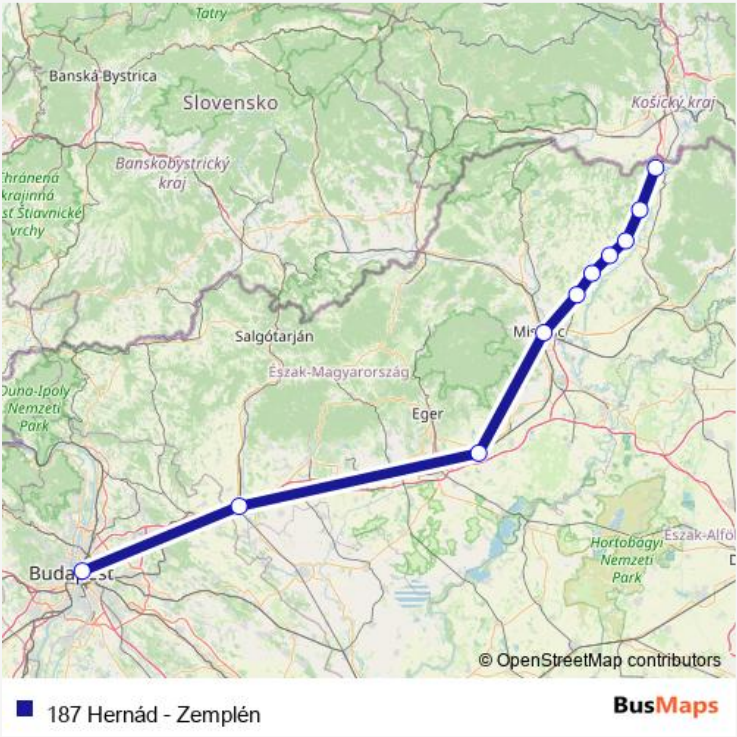 Tatry
Banská Bystrica
Slovensko
Košický kraj
Banskobystrický
kraj
Chránená
krajinná
st Štiavnické
vrchy
Salgótarján
Észak-Magyarország
Duna-Ipoly
Nemzeti
Park
Eger
Hortobágyi
Nemzeti
Park
Észak-Alföl
D
© OpenStreetMap contributors
187 Hernád - Zemplén
BusMaps